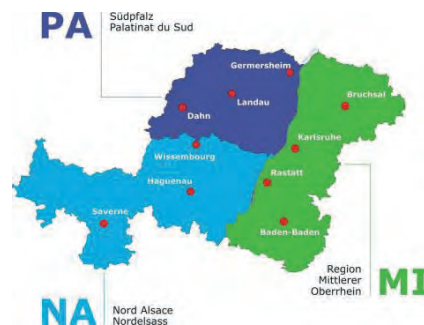 PA
Südpfalz
Palatinat du Sud
Germersheim
Bruchsal
Landau
Dahn
Karlsruhe
Wissembourg
Rastatt
Haguenau
Saverne
Baden-Baden
Region
Mittlerer
Oberrhein
MI
NA
Nord Alsace
Nordelsass